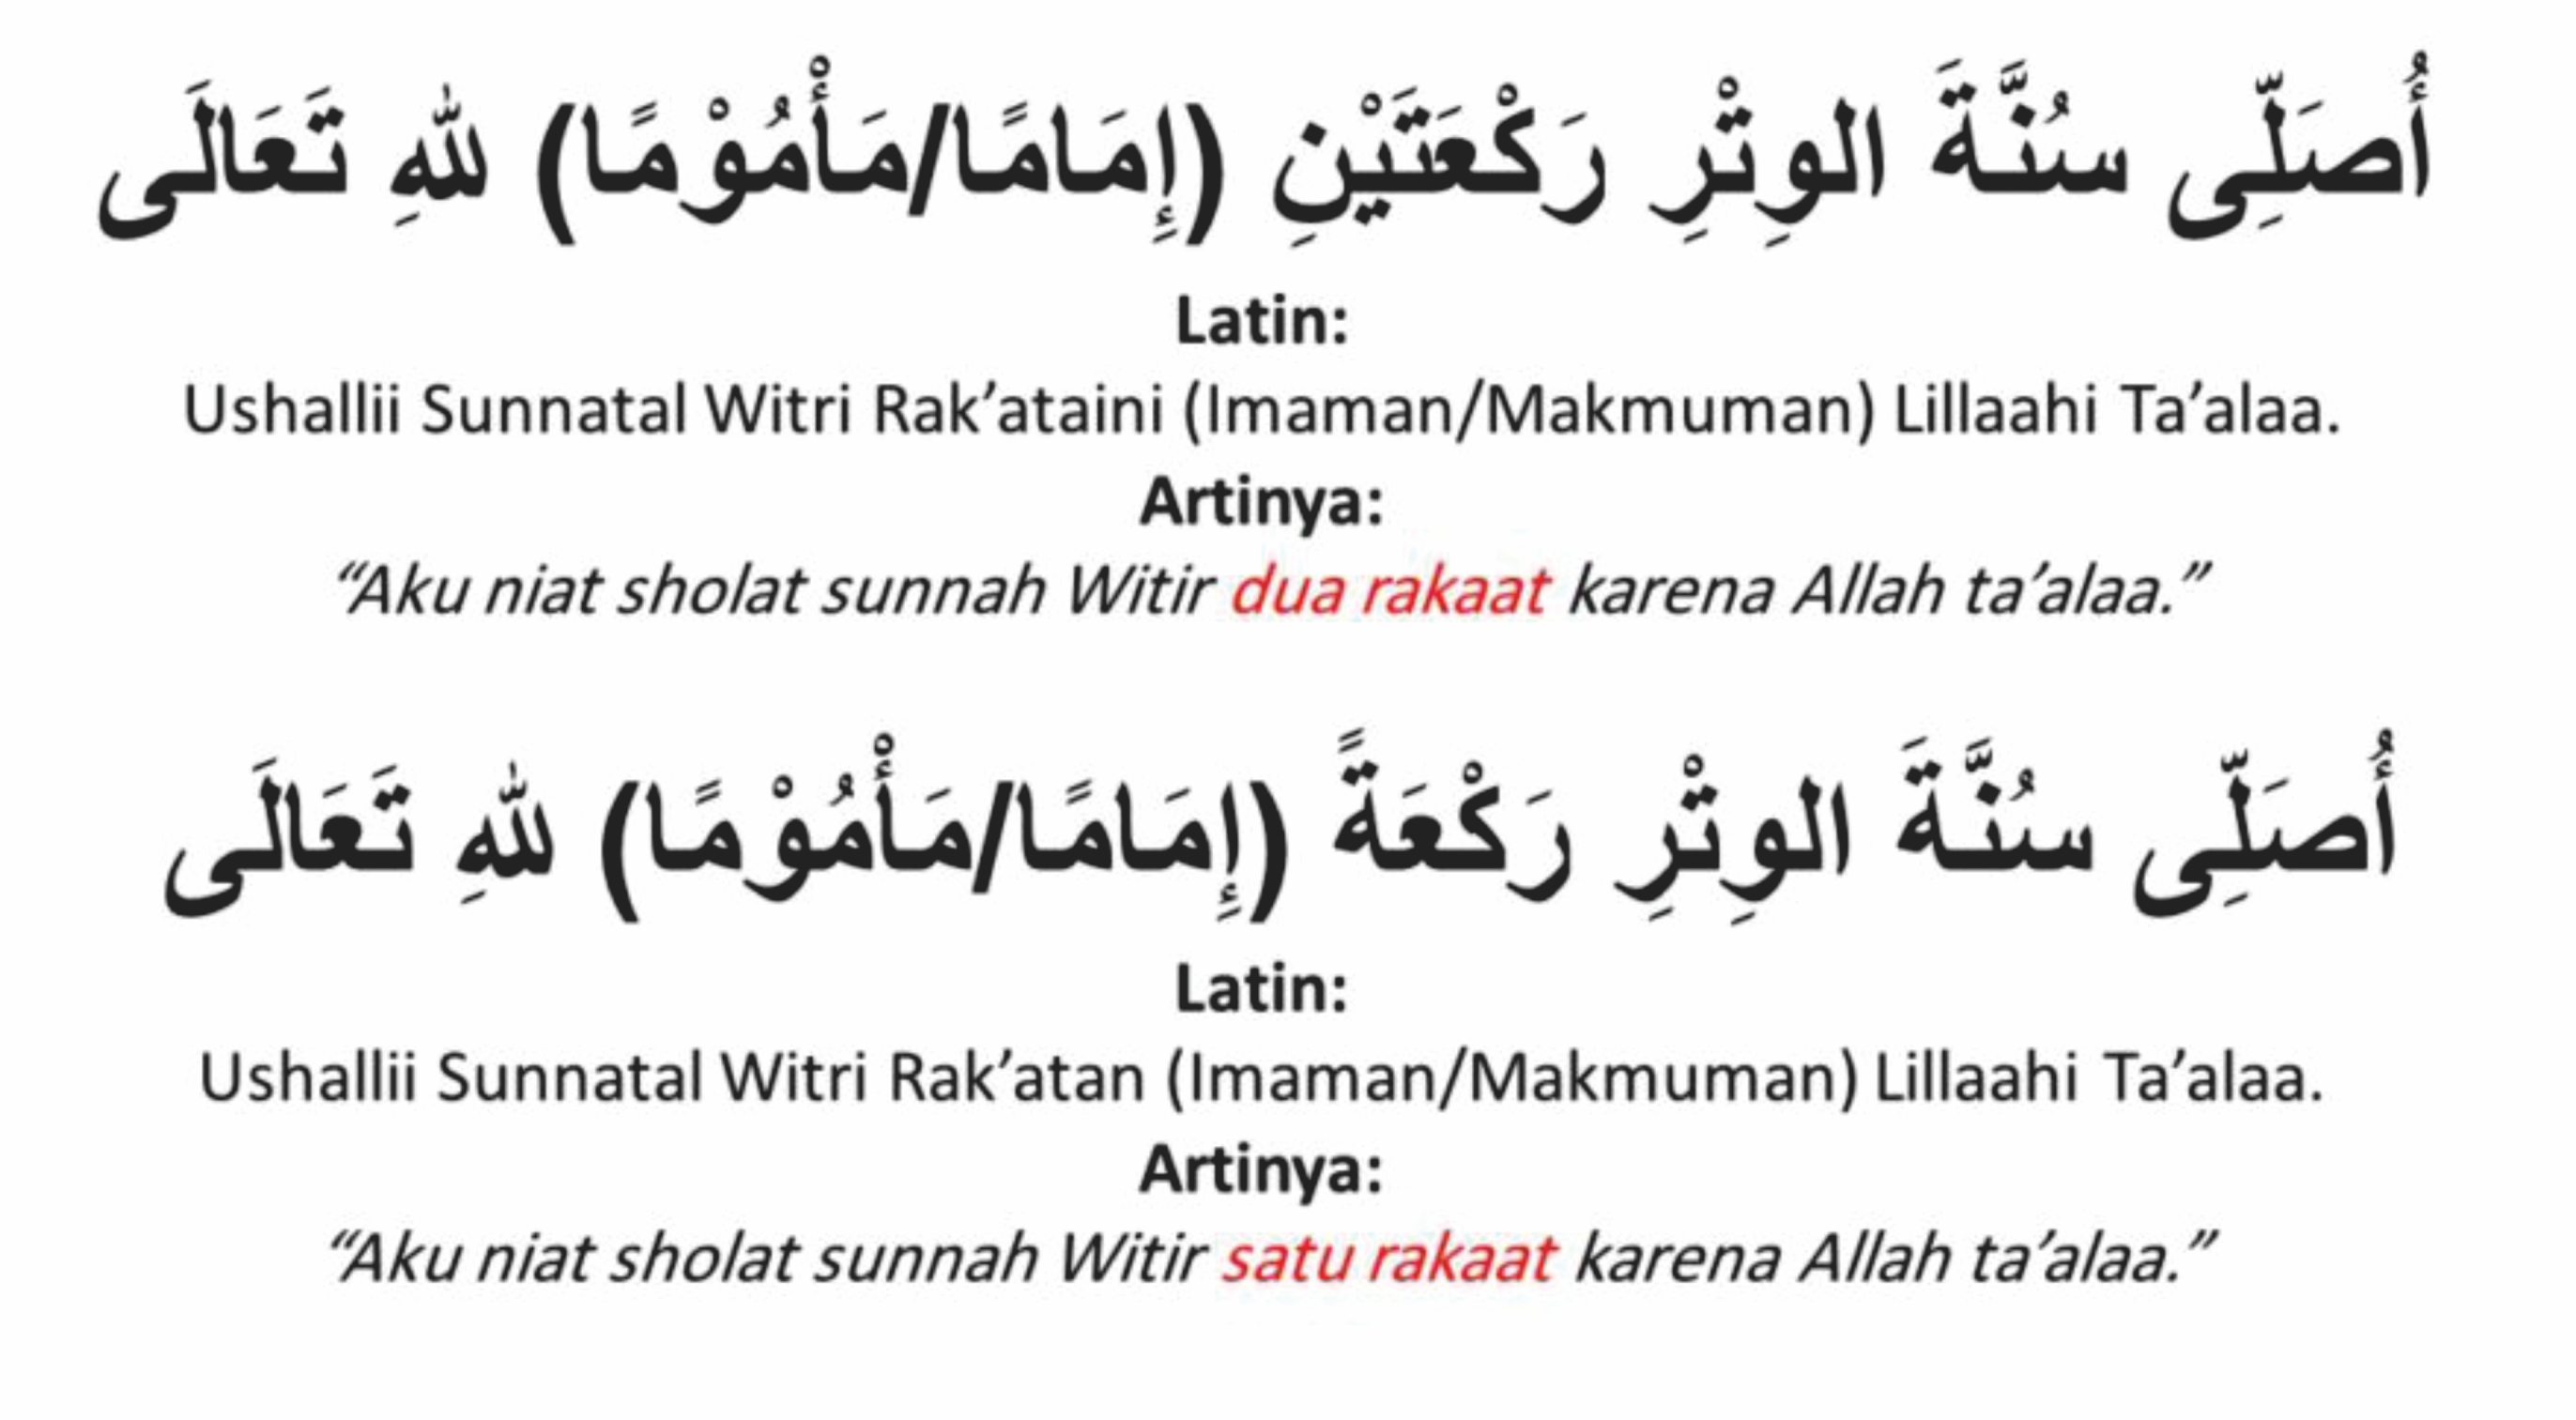 أُصَلِّى سُنَّةَ الوِتْرِ رَكْعَتَيْنِ (إِمَامًا/مَأْمُوْمًا) لِلّٰهِ تَعَالَى
Latin:
Ushallii Sunnatal Witri Rak’ataini (Imaman/Makmuman) Lillaahi Ta’alaa.
Artinya:
“Aku niat sholat sunnah Witir dua rakaat karena Allah ta’alaa.”
أُصَلِّى سُنَّةَ الوِتْرِ رَكْعَةً (إِمَامًا/مَأْمُوْمًا) لِلّٰهِ تَعَالَى
Latin:
Ushallii Sunnatal Witri Rak’atan (Imaman/Makmuman) Lillaahi Ta’alaa.
Artinya:
“Aku niat sholat sunnah Witir satu rakaat karena Allah ta’alaa.”